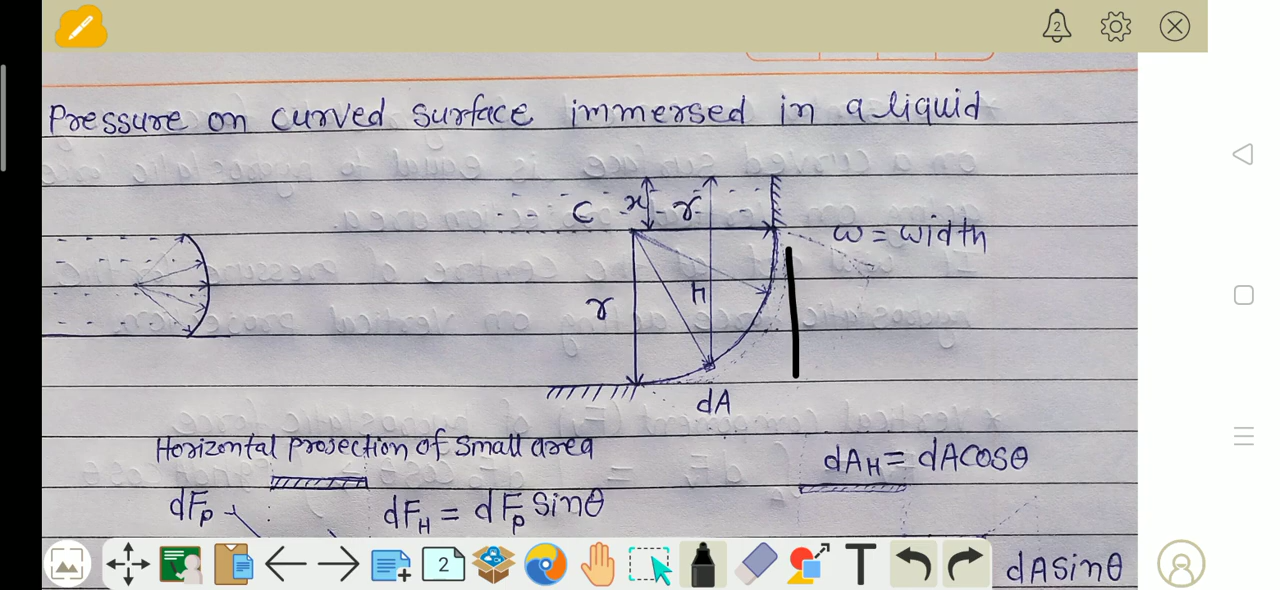 Pressure on curved surface immersed in a liquid
C x r
w = width
r
h
dA
Horizontal Projection of small area
dA_H = dA cosθ
dF_P
dF_H = dF_P sinθ
dA sinθ
2
2
T